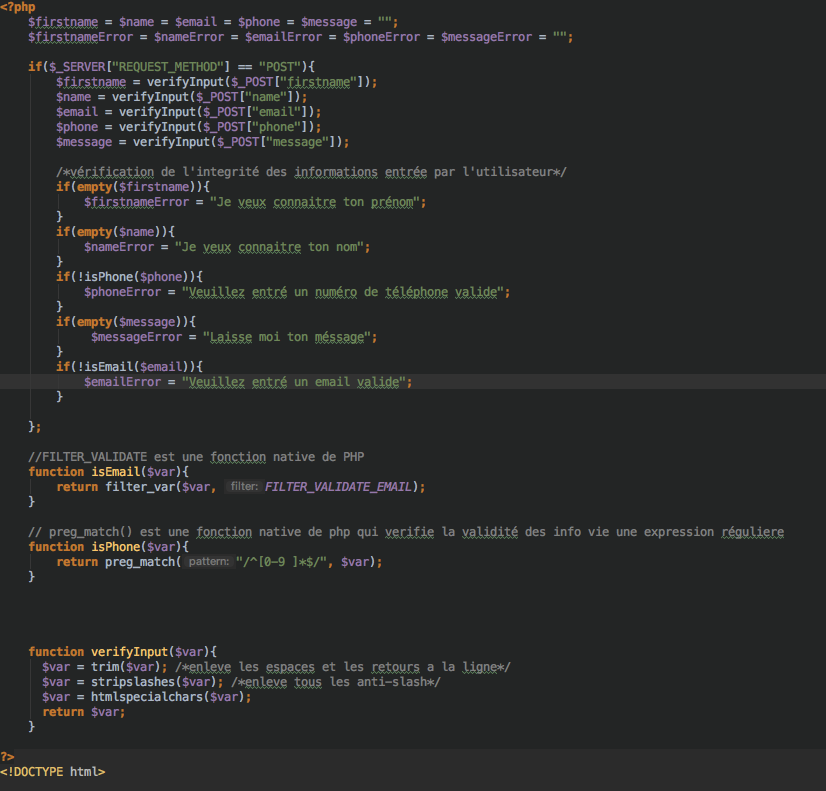 <?php
$firstname = $name = $email = $phone = $message = "";
$firstnameError = $nameError = $emailError = $phoneError = $messageError = "";
if($_SERVER["REQUEST_METHOD"] == "POST"){
$firstname = verifyInput($_POST["firstname"]);
$name = verifyInput($_POST["name"]);
$email = verifyInput($_POST["email"]);
$phone = verifyInput($_POST["phone"]);
$message = verifyInput($_POST["message"]);
/*vérification de l'integrité des informations entrée par l'utilisateur*/
if(empty($firstname)){
$firstnameError = "Je veux connaitre ton prénom";
}
if(empty($name)){
$nameError = "Je veux connaitre ton nom";
}
if(!isPhone($phone)){
$phoneError = "Veuillez entré un numéro de téléphone valide";
}
if(empty($message)){
$messageError = "Laisse moi ton méssage";
}
if(!isEmail($email)){
$emailError = "Veuillez entré un email valide";
}
};
//FILTER_VALIDATE est une fonction native de PHP
function isEmail($var){
return filter_var($var, filter: FILTER_VALIDATE_EMAIL);
}
// preg_match() est une fonction native de php qui verifie la validité des info vie une expression réguliere
function isPhone($var){
return preg_match( pattern: "/^[0-9 ]*$/", $var);
}
function verifyInput($var){
$var = trim($var); /*enleve les espaces et les retours a la ligne*/
$var = stripslashes($var); /*enleve tous les anti-slash*/
$var = htmlspecialchars($var);
return $var;
}
?>
<!DOCTYPE html>